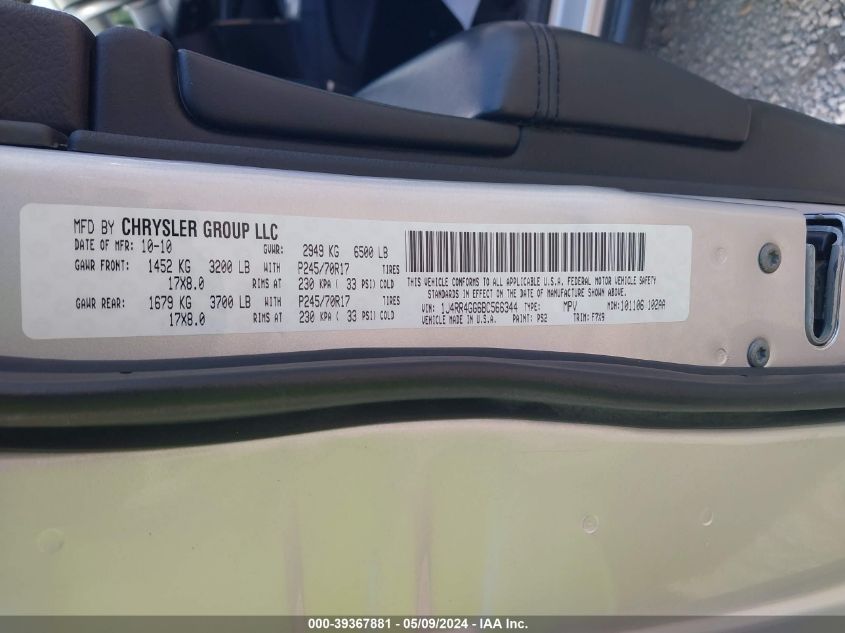 MFD BY CHRYSLER GROUP LLC
DATE OF MFR: 10-10 GVWR: 2949 KG 6500 LB
GAWR FRONT: 1452 KG 3200 LB WITH P245/70R17 TIRES
17X8.0 RIMS AT 230 KPA ( 33 PSI) COLD
GAWR REAR: 1679 KG 3700 LB WITH P245/70R17 TIRES
17X8.0 RIMS AT 230 KPA ( 33 PSI) COLD
THIS VEHICLE CONFORMS TO ALL APPLICABLE U.S.A. FEDERAL MOTOR VEHICLE SAFETY
STANDARDS IN EFFECT ON THE DATE OF MANUFACTURE SHOWN ABOVE.
VIN: 1J4RR4GG6BC566344 TYPE: MPV MDH:101106 102AA
VEHICLE MADE IN U.S.A. PAINT: PS2 TRIM: F7X9
000-39367881 / 05/09/2024 - IAA Inc.